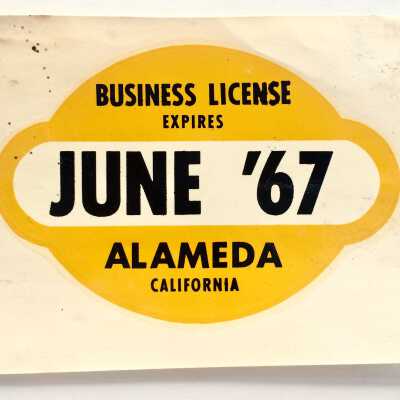 BUSINESS LICENSE
EXPIRES
JUNE '67
ALAMEDA
CALIFORNIA